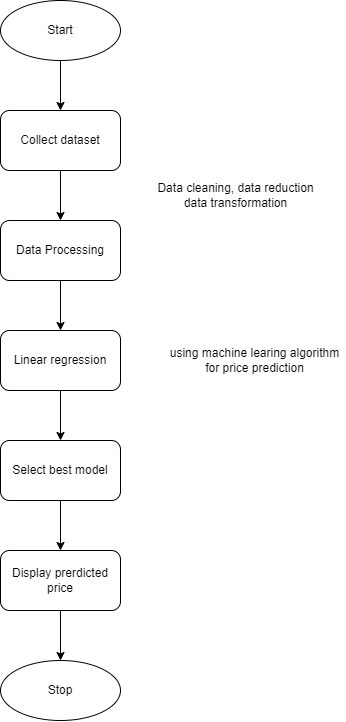 Start
Collect dataset
Data cleaning, data reduction
data transformation
Data Processing
Linear regression
using machine learing algorithm
for price prediction
Select best model
Display prerdicted
price
Stop